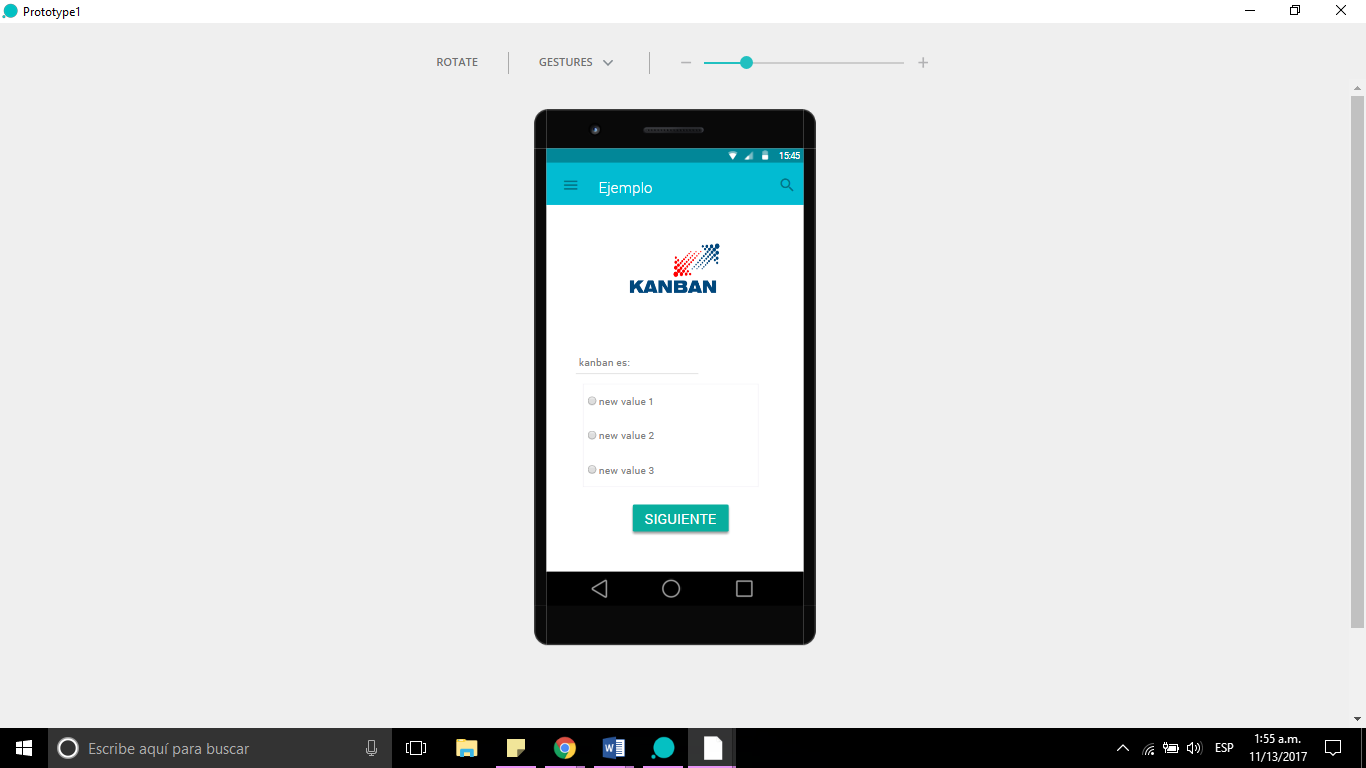 Prototype1
ROTATE
GESTURES
15:45
Ejemplo
KANBAN
kanban es:
new value 1
new value 2
new value 3
SIGUIENTE
Escribe aquí para buscar
ESP
1:55 a.m.
11/13/2017